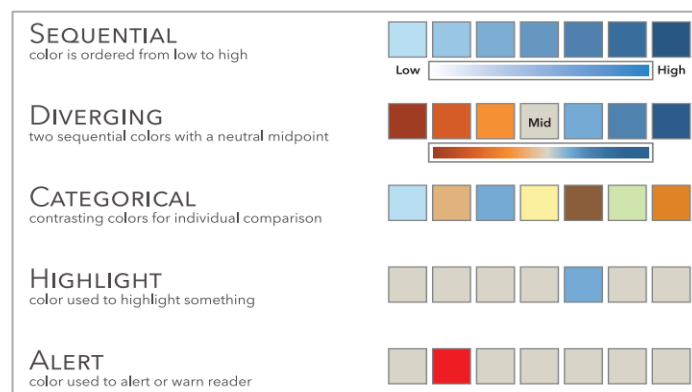 SEQUENTIAL
color is ordered from low to high
Low
High
DIVERGING
two sequential colors with a neutral midpoint
Mid
CATEGORICAL
contrasting colors for individual comparison
HIGHLIGHT
color used to highlight something
ALERT
color used to alert or warn reader